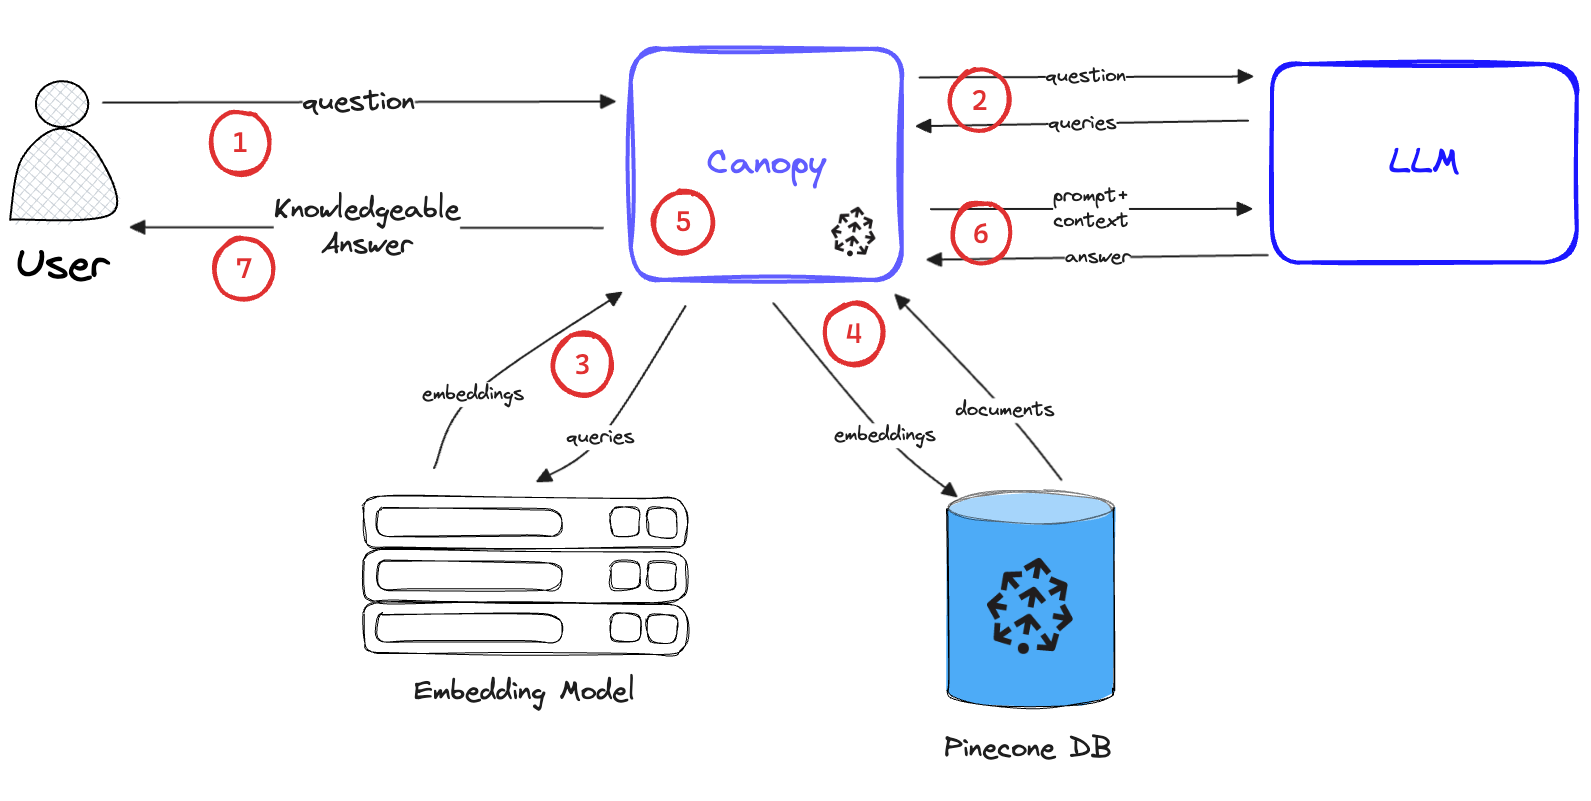 question
1
Knowledgeable
Answer
7
User
Canopy
5
question
2
queries
prompt+
context
6
answer
LLM
embeddings
3
queries
4
embeddings
documents
Embedding Model
Pinecone DB